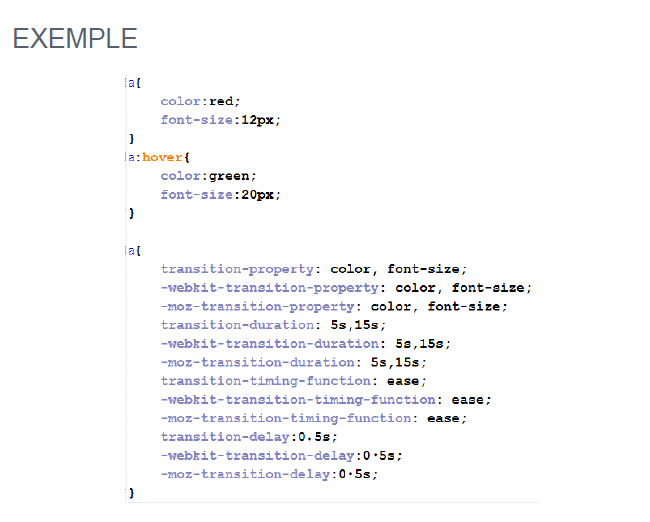 EXEMPLE
a{
color:red;
font-size:12px;
}
a:hover{
color:green;
font-size:20px;
}
a{
transition-property: color, font-size;
-webkit-transition-property: color, font-size;
-moz-transition-property: color, font-size;
transition-duration: 5s,15s;
-webkit-transition-duration: 5s,15s;
-moz-transition-duration: 5s,15s;
transition-timing-function: ease;
-webkit-transition-timing-function: ease;
-moz-transition-timing-function: ease;
transition-delay:0.5s;
-webkit-transition-delay:0·5s;
-moz-transition-delay:0·5s;
}